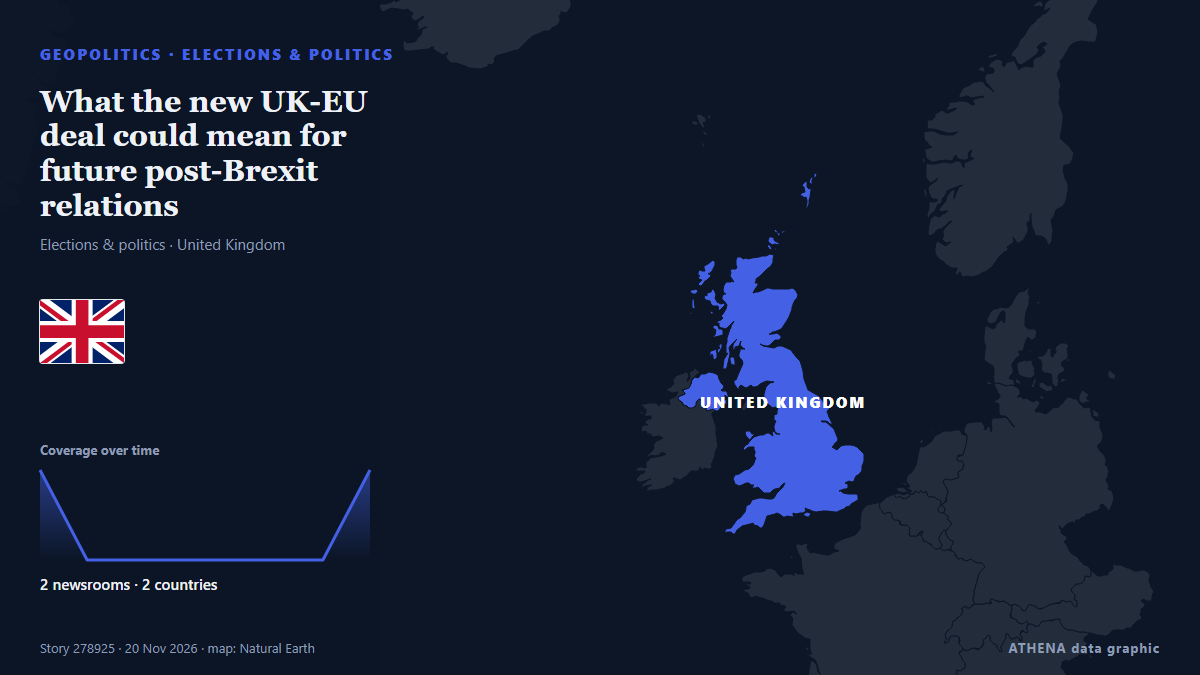 GEOPOLITICS · ELECTIONS & POLITICS
What the new UK-EU
deal could mean for
future post-Brexit
relations
Elections & politics · United Kingdom
UNITED KINGDOM
Coverage over time
2 newsrooms · 2 countries
Story 278925 · 20 Nov 2026 · map: Natural Earth
ATHENA data graphic